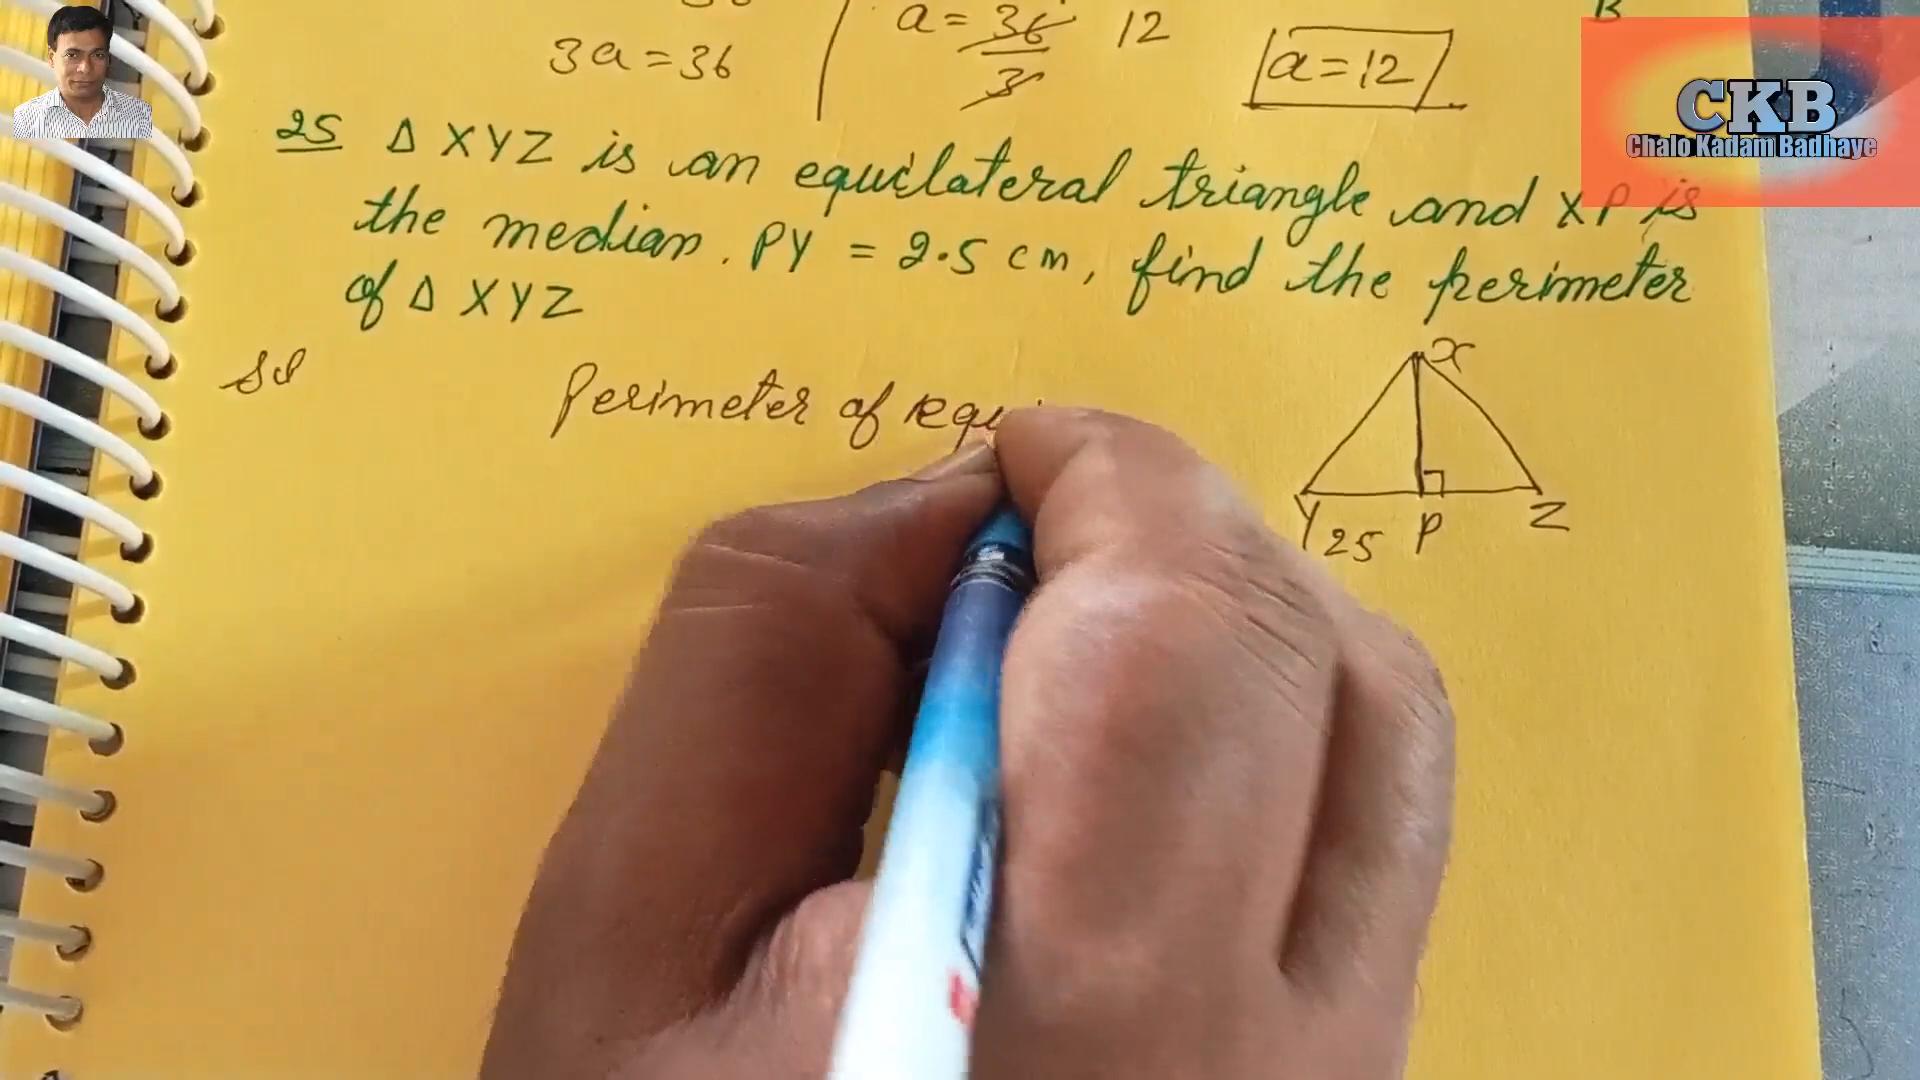 3a = 36
a = 36/3 12
a = 12
B
CKB
Chalo Kadam Badhaye
25 Δ XYZ is an equilateral triangle and XP is
the median. PY = 2.5 cm, find the perimeter
of Δ XYZ
Sol
Perimeter of equi
X
Y 25 P Z